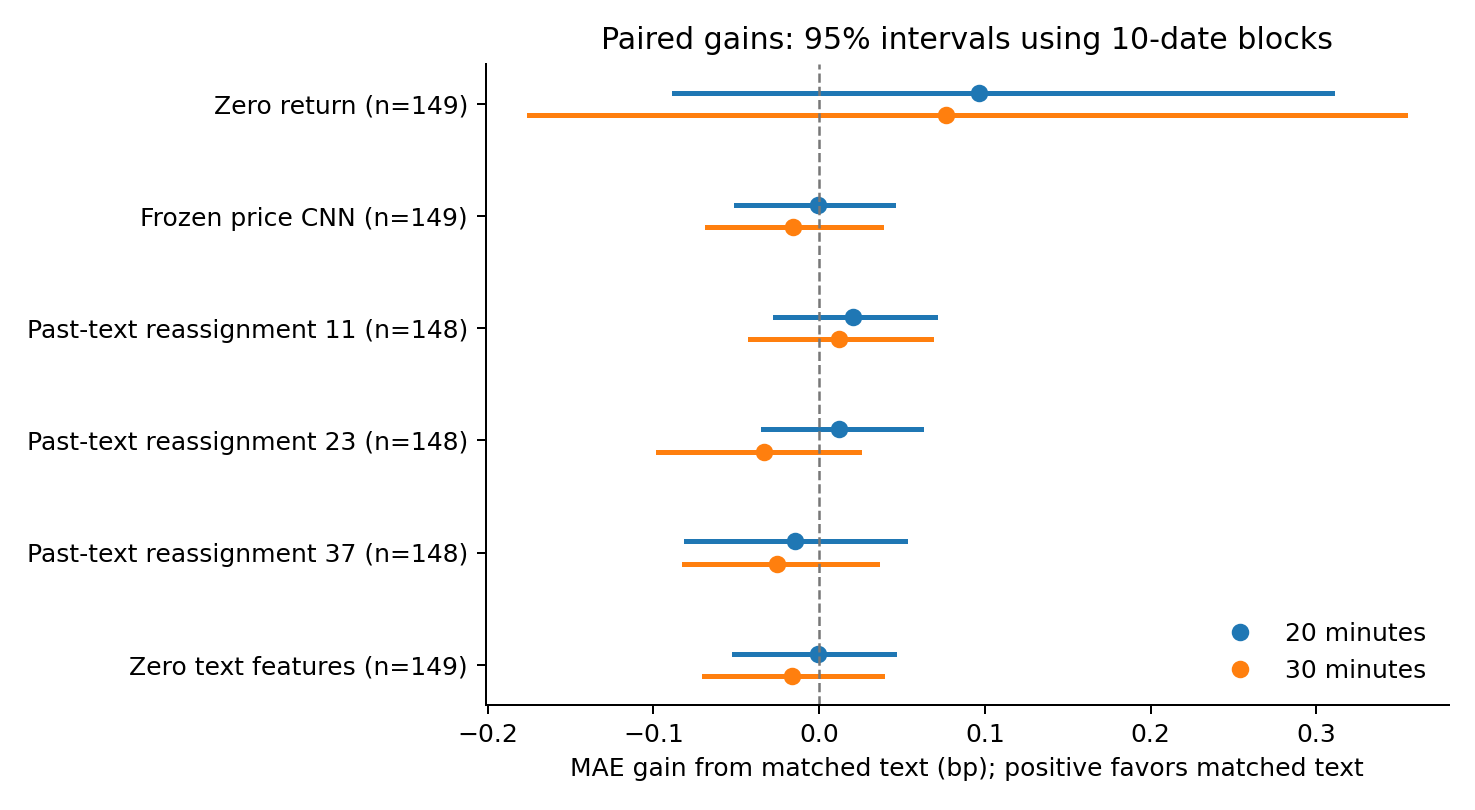 Paired gains: 95% intervals using 10-date blocks
Zero return (n=149)
Frozen price CNN (n=149)
Past-text reassignment 11 (n=148)
Past-text reassignment 23 (n=148)
Past-text reassignment 37 (n=148)
Zero text features (n=149)
20 minutes
30 minutes
−0.2 −0.1 0.0 0.1 0.2 0.3
MAE gain from matched text (bp); positive favors matched text